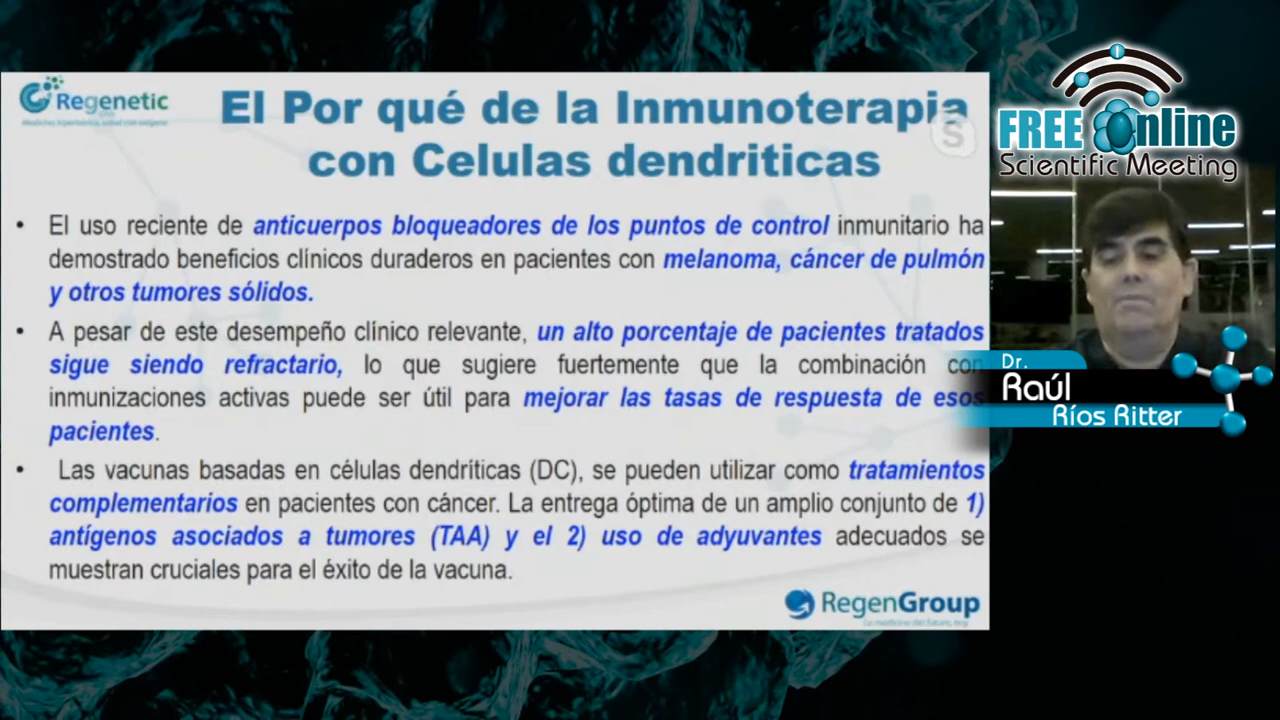 Regenetic
El Por qué de la Inmunoterapia
con Celulas dendriticas
• El uso reciente de anticuerpos bloqueadores de los puntos de control inmunitario ha
demostrado beneficios clínicos duraderos en pacientes con melanoma, cáncer de pulmón
y otros tumores sólidos.
• A pesar de este desempeño clínico relevante, un alto porcentaje de pacientes tratados
sigue siendo refractario, lo que sugiere fuertemente que la combinación con
inmunizaciones activas puede ser útil para mejorar las tasas de respuesta de esos
pacientes.
• Las vacunas basadas en células dendríticas (DC), se pueden utilizar como tratamientos
complementarios en pacientes con cáncer. La entrega óptima de un amplio conjunto de 1)
antígenos asociados a tumores (TAA) y el 2) uso de adyuvantes adecuados se
muestran cruciales para el éxito de la vacuna.
RegenGroup
La medicina del futuro, hoy
FREE Online
Scientific Meeting
Dr.
Raúl
Ríos Ritter